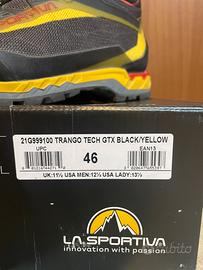 21G999100 TRANGO TECH GTX BLACK/YELLOW
UPC
EAN13
46
UK:11½ USA MEN:12½ USA LADY:13½
LA SPORTIVA
innovation with passion